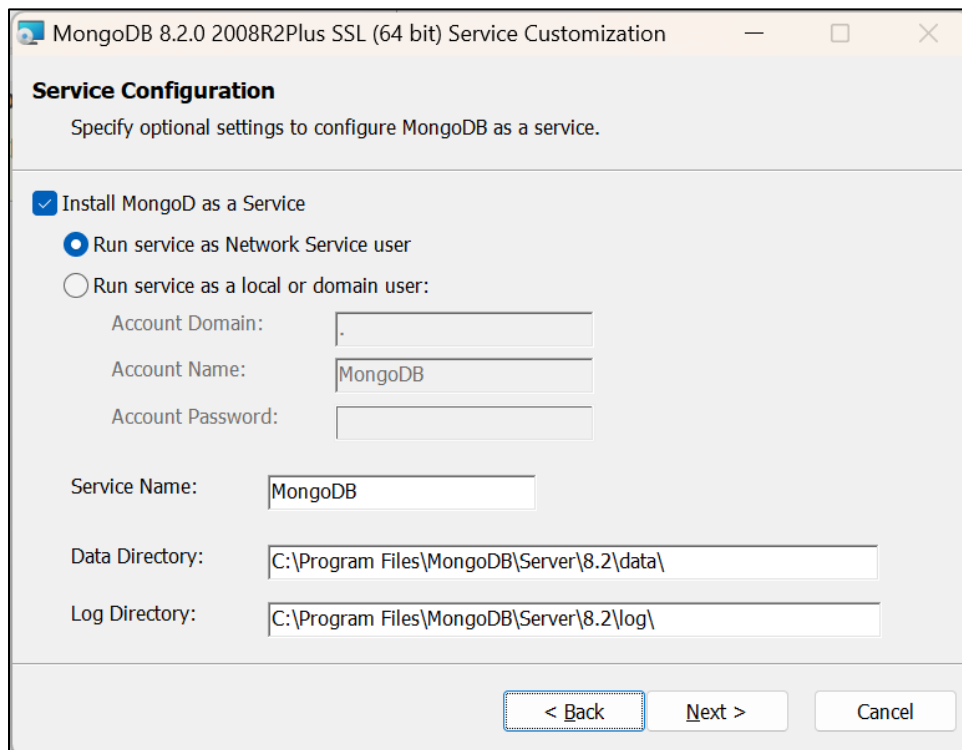 MongoDB 8.2.0 2008R2Plus SSL (64 bit) Service Customization
Service Configuration
Specify optional settings to configure MongoDB as a service.
Install MongoD as a Service
Run service as Network Service user
Run service as a local or domain user:
Account Domain: .
Account Name: MongoDB
Account Password:
Service Name: MongoDB
Data Directory: C:\Program Files\MongoDB\Server\8.2\data\
Log Directory: C:\Program Files\MongoDB\Server\8.2\log\
< Back Next > Cancel